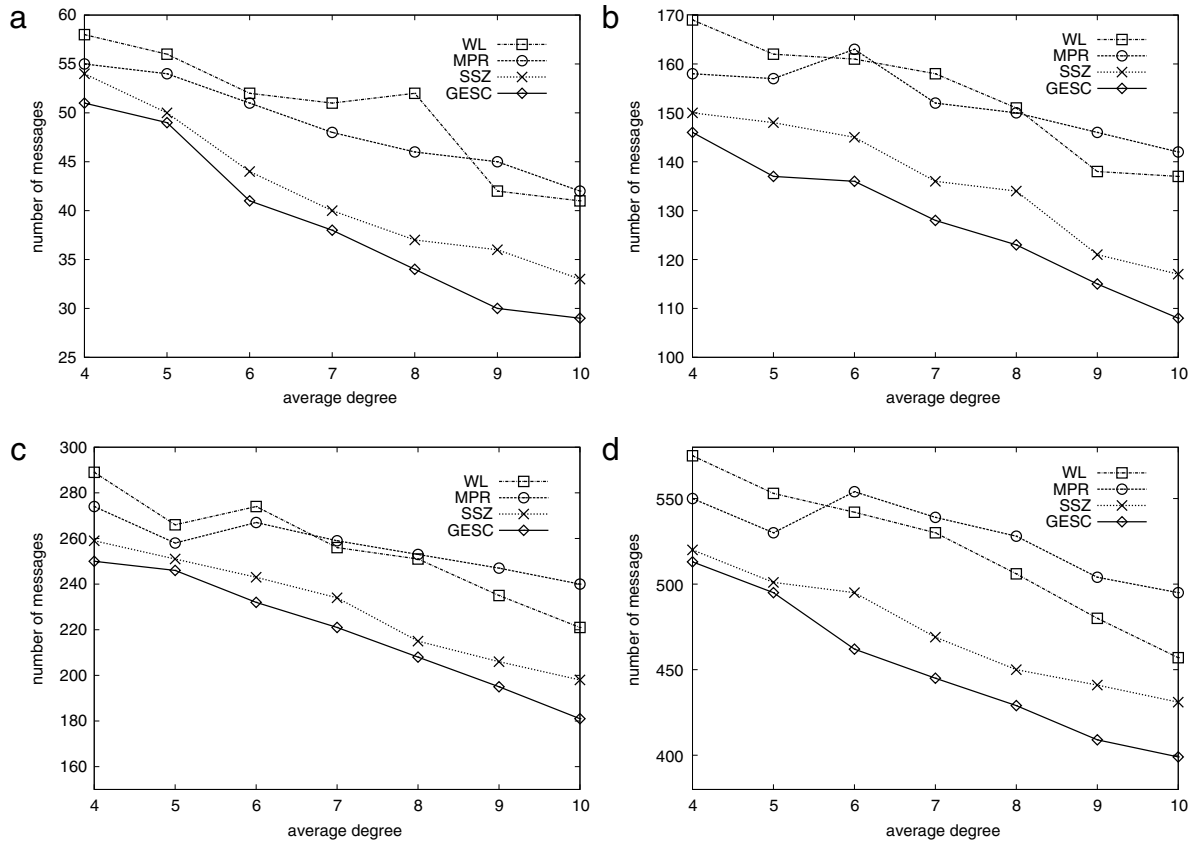 a
60
55
50
45
40
35
30
25
number of messages
4 5 6 7 8 9 10
average degree
WL
MPR
SSZ
GESC
b
170
160
150
140
130
120
110
100
number of messages
4 5 6 7 8 9 10
average degree
WL
MPR
SSZ
GESC
c
300
280
260
240
220
200
180
160
number of messages
4 5 6 7 8 9 10
average degree
WL
MPR
SSZ
GESC
d
550
500
450
400
number of messages
4 5 6 7 8 9 10
average degree
WL
MPR
SSZ
GESC